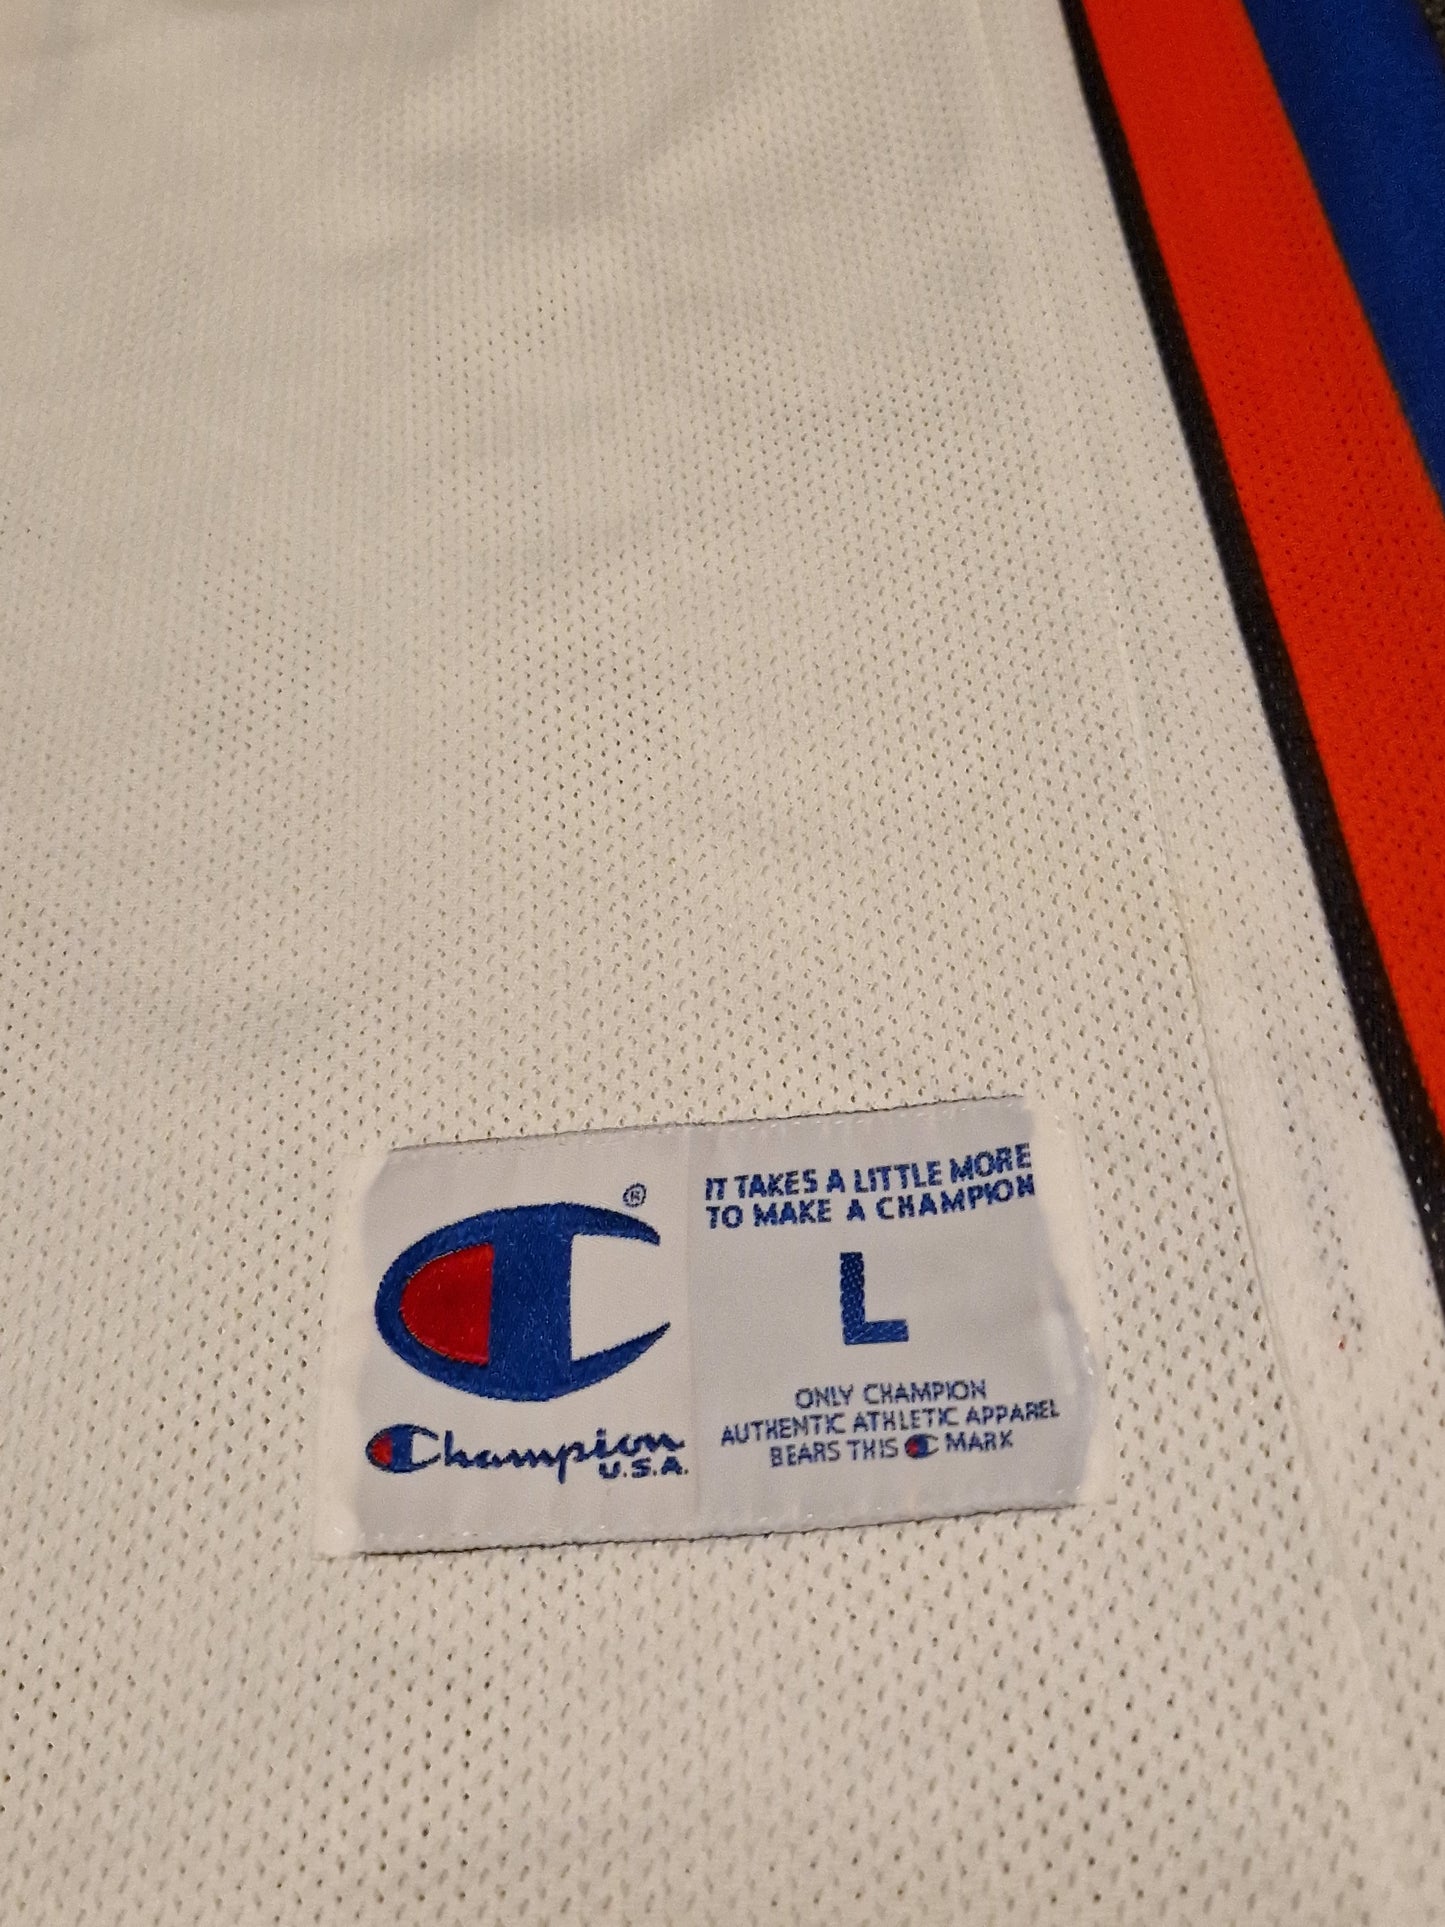 ®
Champion
U.S.A.
IT TAKES A LITTLE MORE
TO MAKE A CHAMPION
L
ONLY CHAMPION
AUTHENTIC ATHLETIC APPAREL
BEARS THIS C MARK